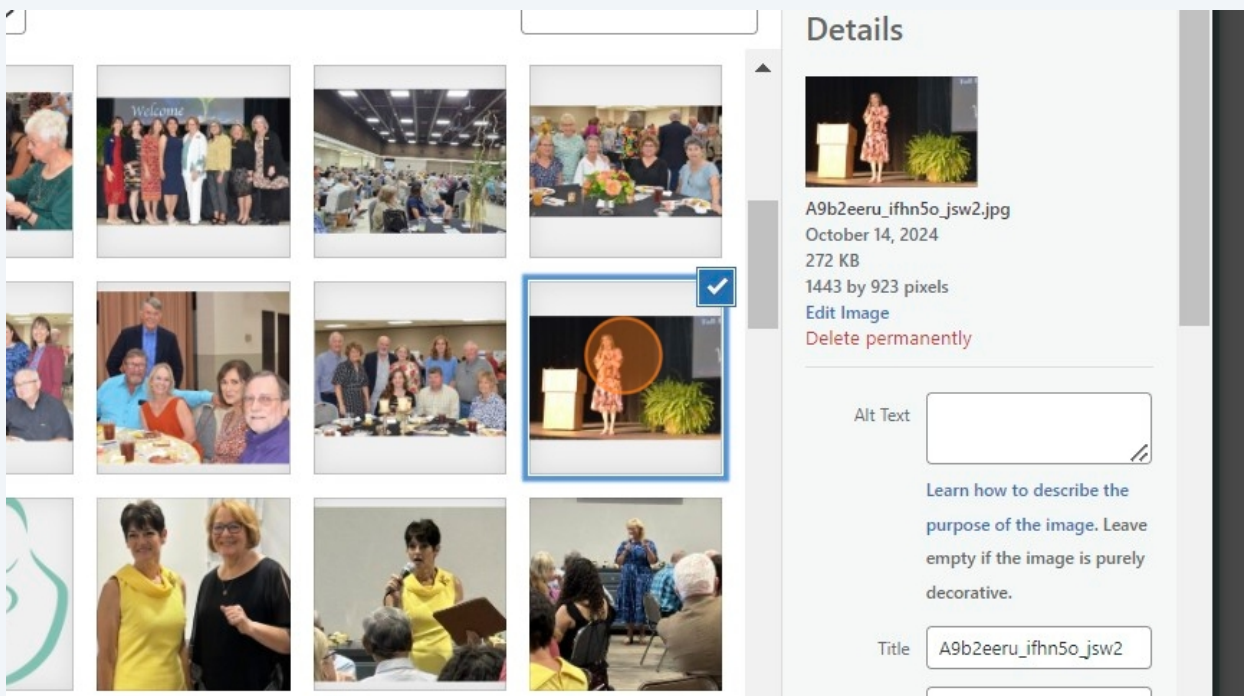 Details
Welcome
A9b2eeru_ifhn5o_jsw2.jpg
October 14, 2024
272 KB
1443 by 923 pixels
Edit Image
Delete permanently
Alt Text
Learn how to describe the
purpose of the image. Leave
empty if the image is purely
decorative.
Title
A9b2eeru_ifhn5o_jsw2